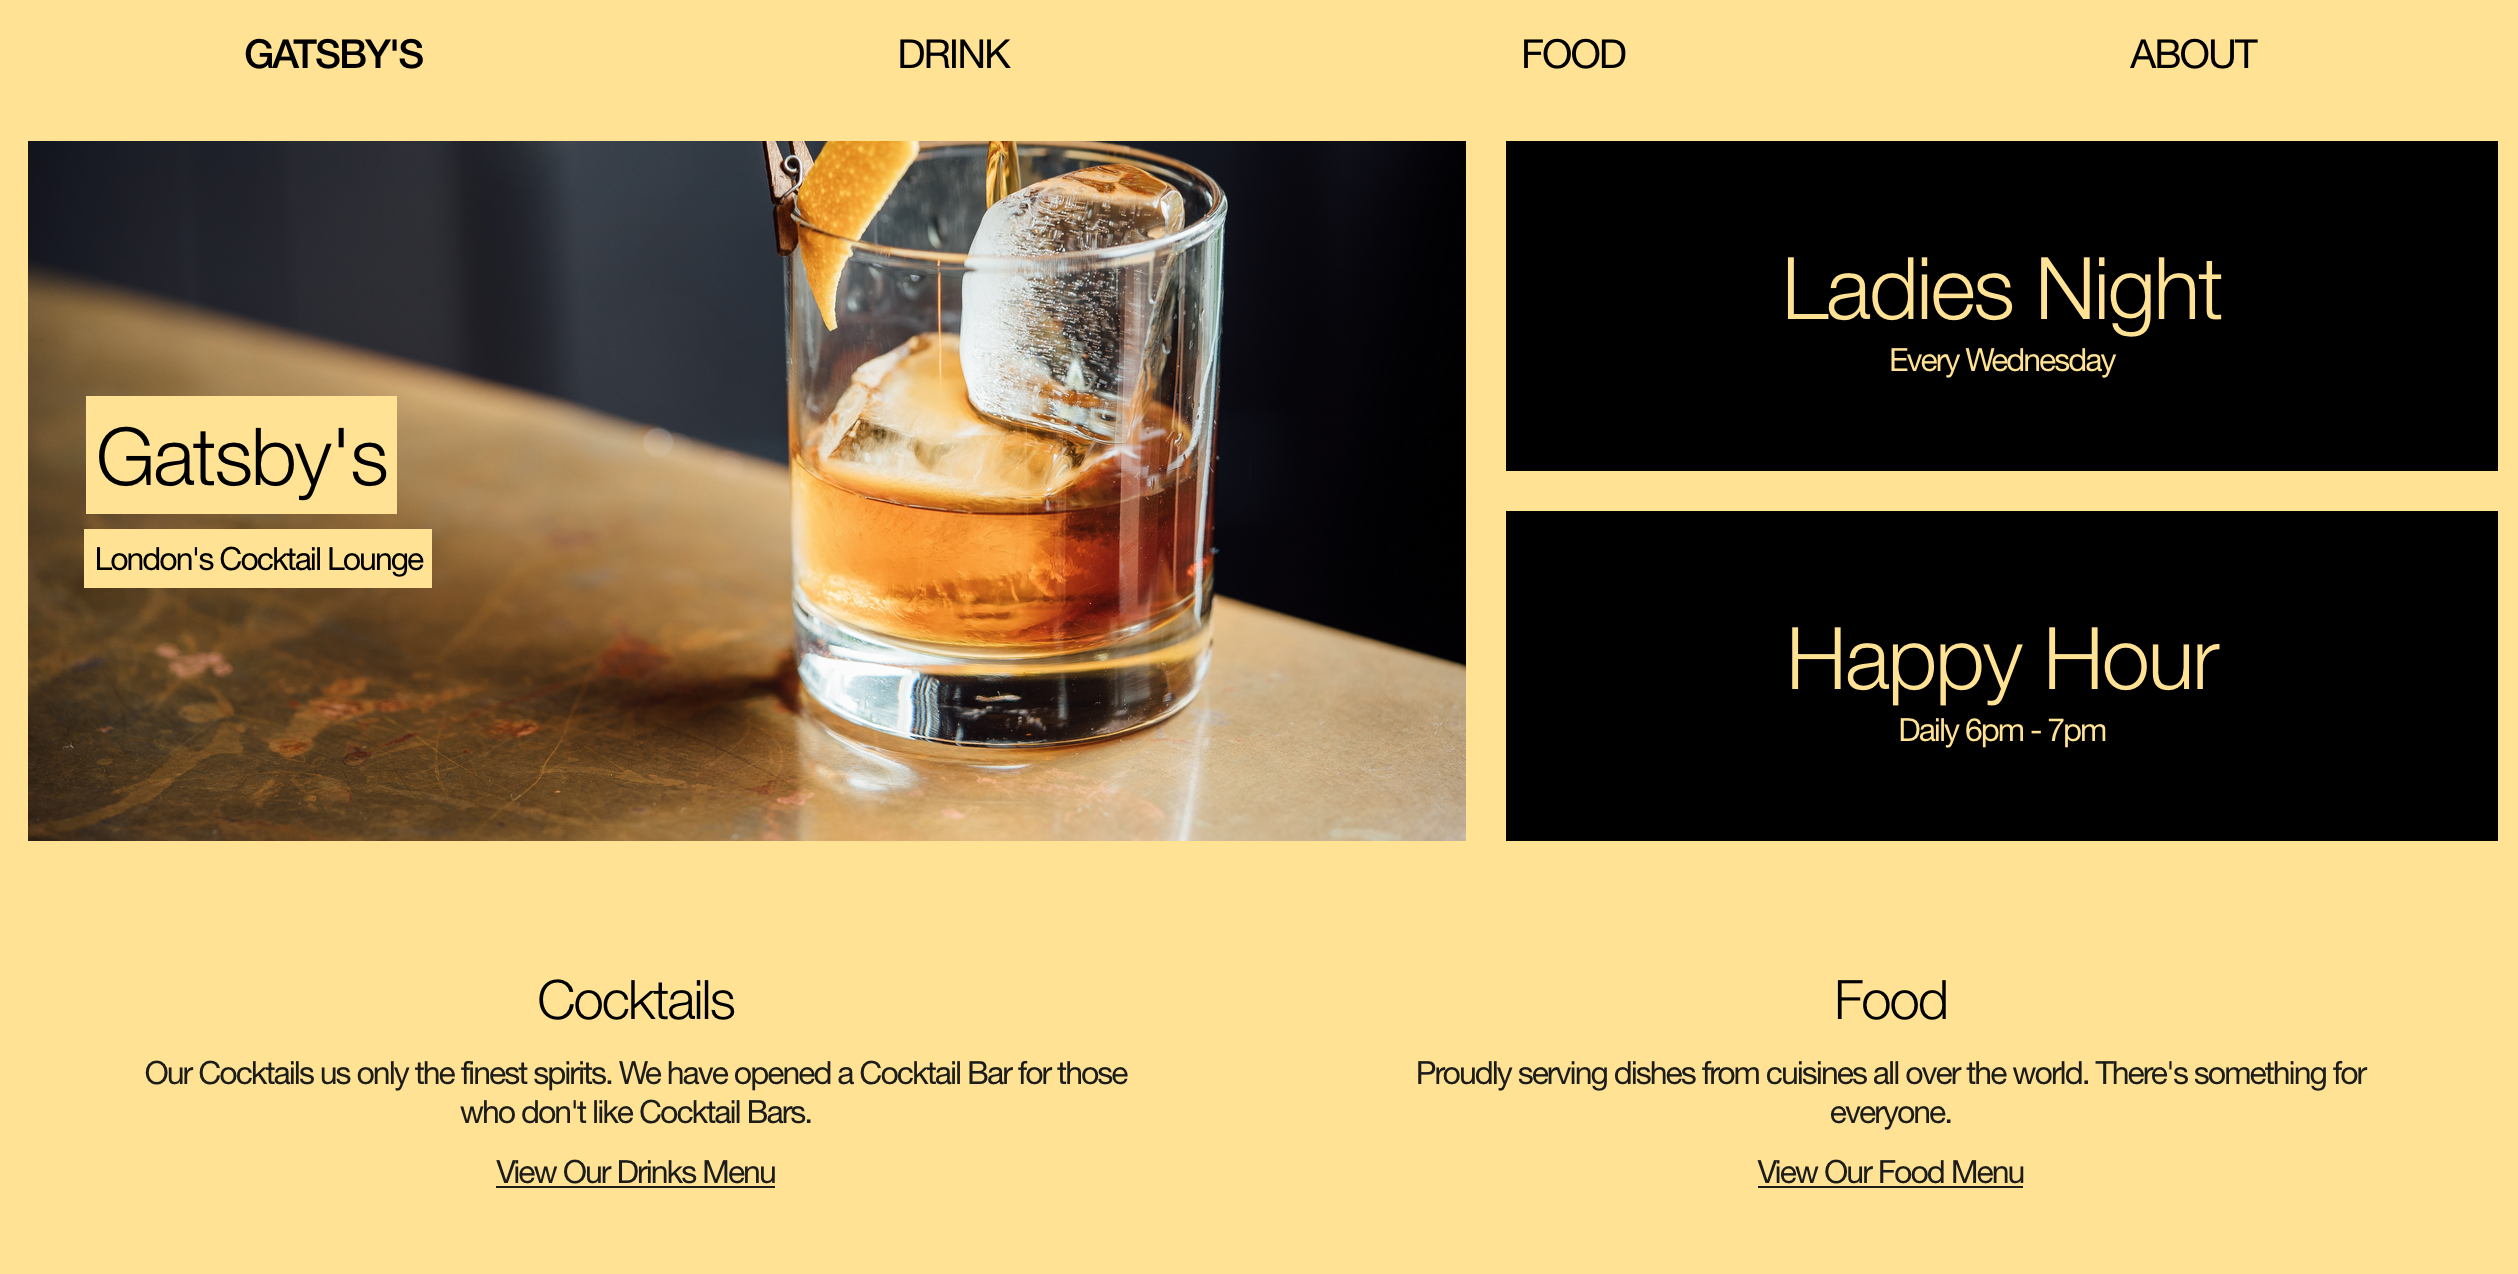 GATSBY'S
DRINK
FOOD
ABOUT
Gatsby's
London's Cocktail Lounge
Ladies Night
Every Wednesday
Happy Hour
Daily 6pm - 7pm
Cocktails
Our Cocktails us only the finest spirits. We have opened a Cocktail Bar for those
who don't like Cocktail Bars.
View Our Drinks Menu
Food
Proudly serving dishes from cuisines all over the world. There's something for
everyone.
View Our Food Menu